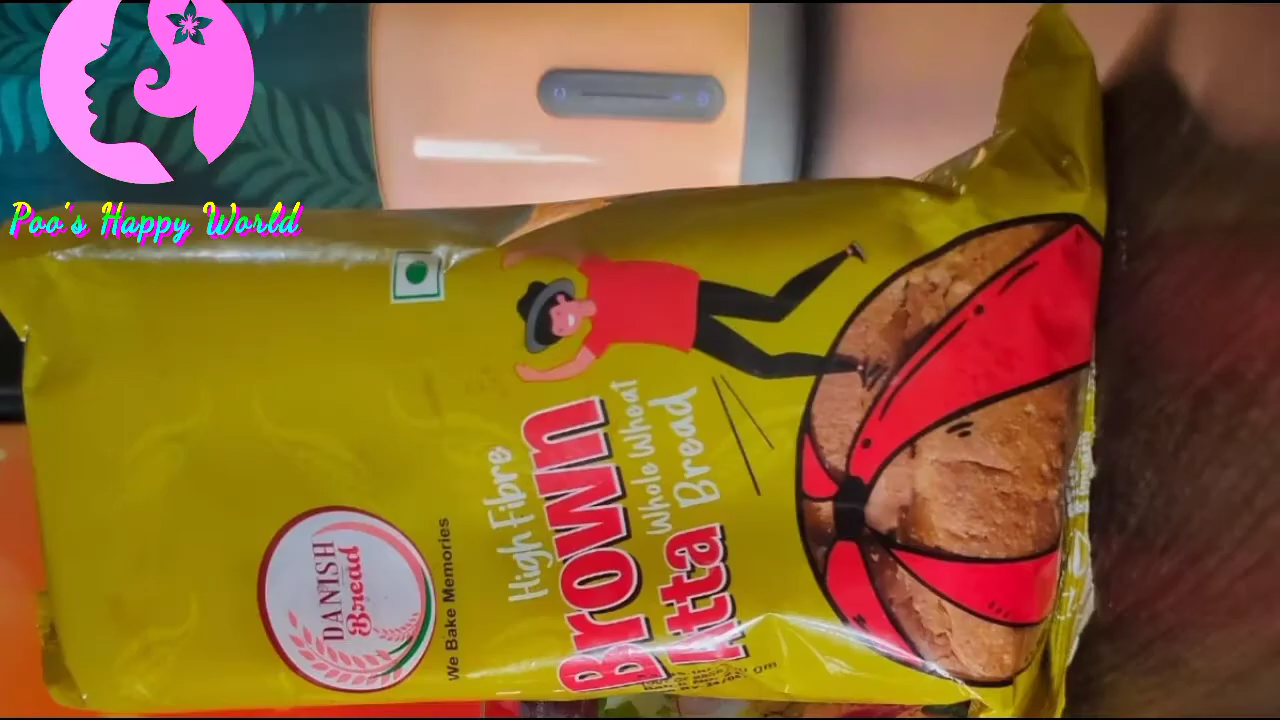 Poo's Happy World
DANISH
Bread
We Bake Memories
High Fibre
Brown
Atta Whole Wheat
Bread